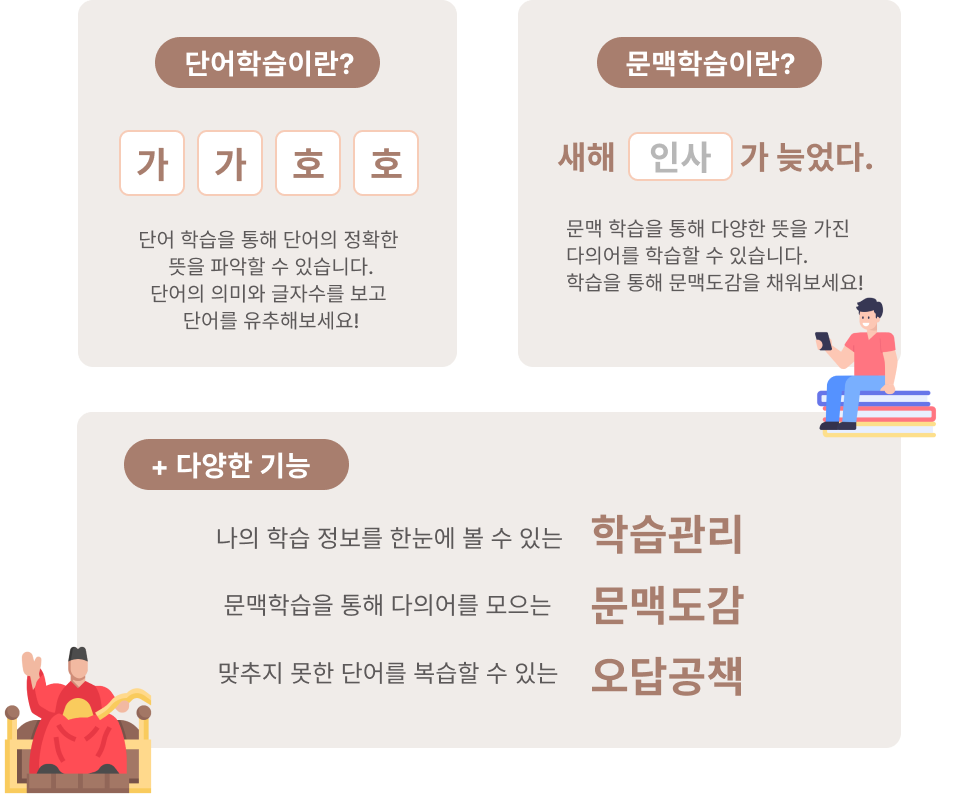 단어학습이란?
가 가 호 호
단어 학습을 통해 단어의 정확한
뜻을 파악할 수 있습니다.
단어의 의미와 글자수를 보고
단어를 유추해보세요!
문맥학습이란?
새해 인사 가 늦었다.
문맥 학습을 통해 다양한 뜻을 가진
다의어를 학습할 수 있습니다.
학습을 통해 문맥도감을 채워보세요!
+ 다양한 기능
나의 학습 정보를 한눈에 볼 수 있는 학습관리
문맥학습을 통해 다의어를 모으는 문맥도감
맞추지 못한 단어를 복습할 수 있는 오답공책